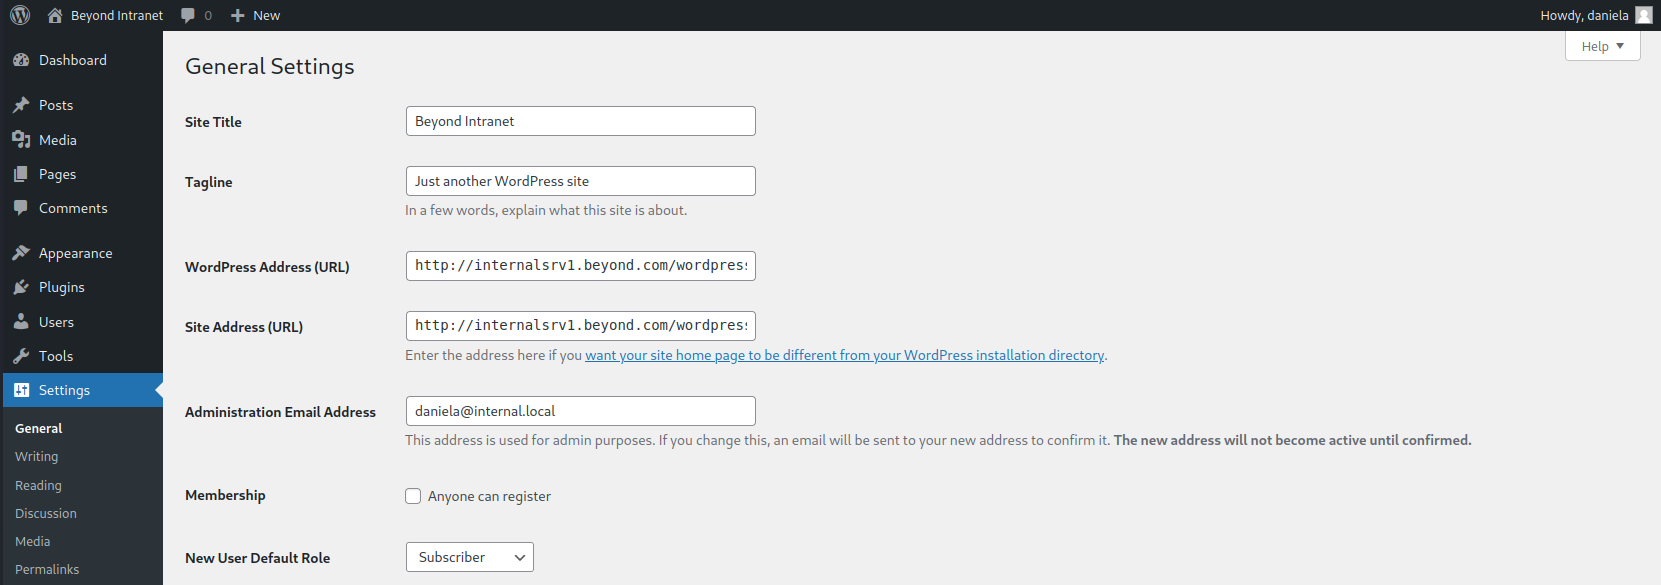 Beyond Intranet 0 New Howdy, daniela
Help
Dashboard
Posts
Media
Pages
Comments
Appearance
Plugins
Users
Tools
Settings
General
Writing
Reading
Discussion
Media
Permalinks
General Settings
Site Title Beyond Intranet
Tagline Just another WordPress site
In a few words, explain what this site is about.
WordPress Address (URL) http://internalsrv1.beyond.com/wordpress
Site Address (URL) http://internalsrv1.beyond.com/wordpress
Enter the address here if you want your site home page to be different from your WordPress installation directory.
Administration Email Address daniela@internal.local
This address is used for admin purposes. If you change this, an email will be sent to your new address to confirm it. The new address will not become active until confirmed.
Membership Anyone can register
New User Default Role Subscriber